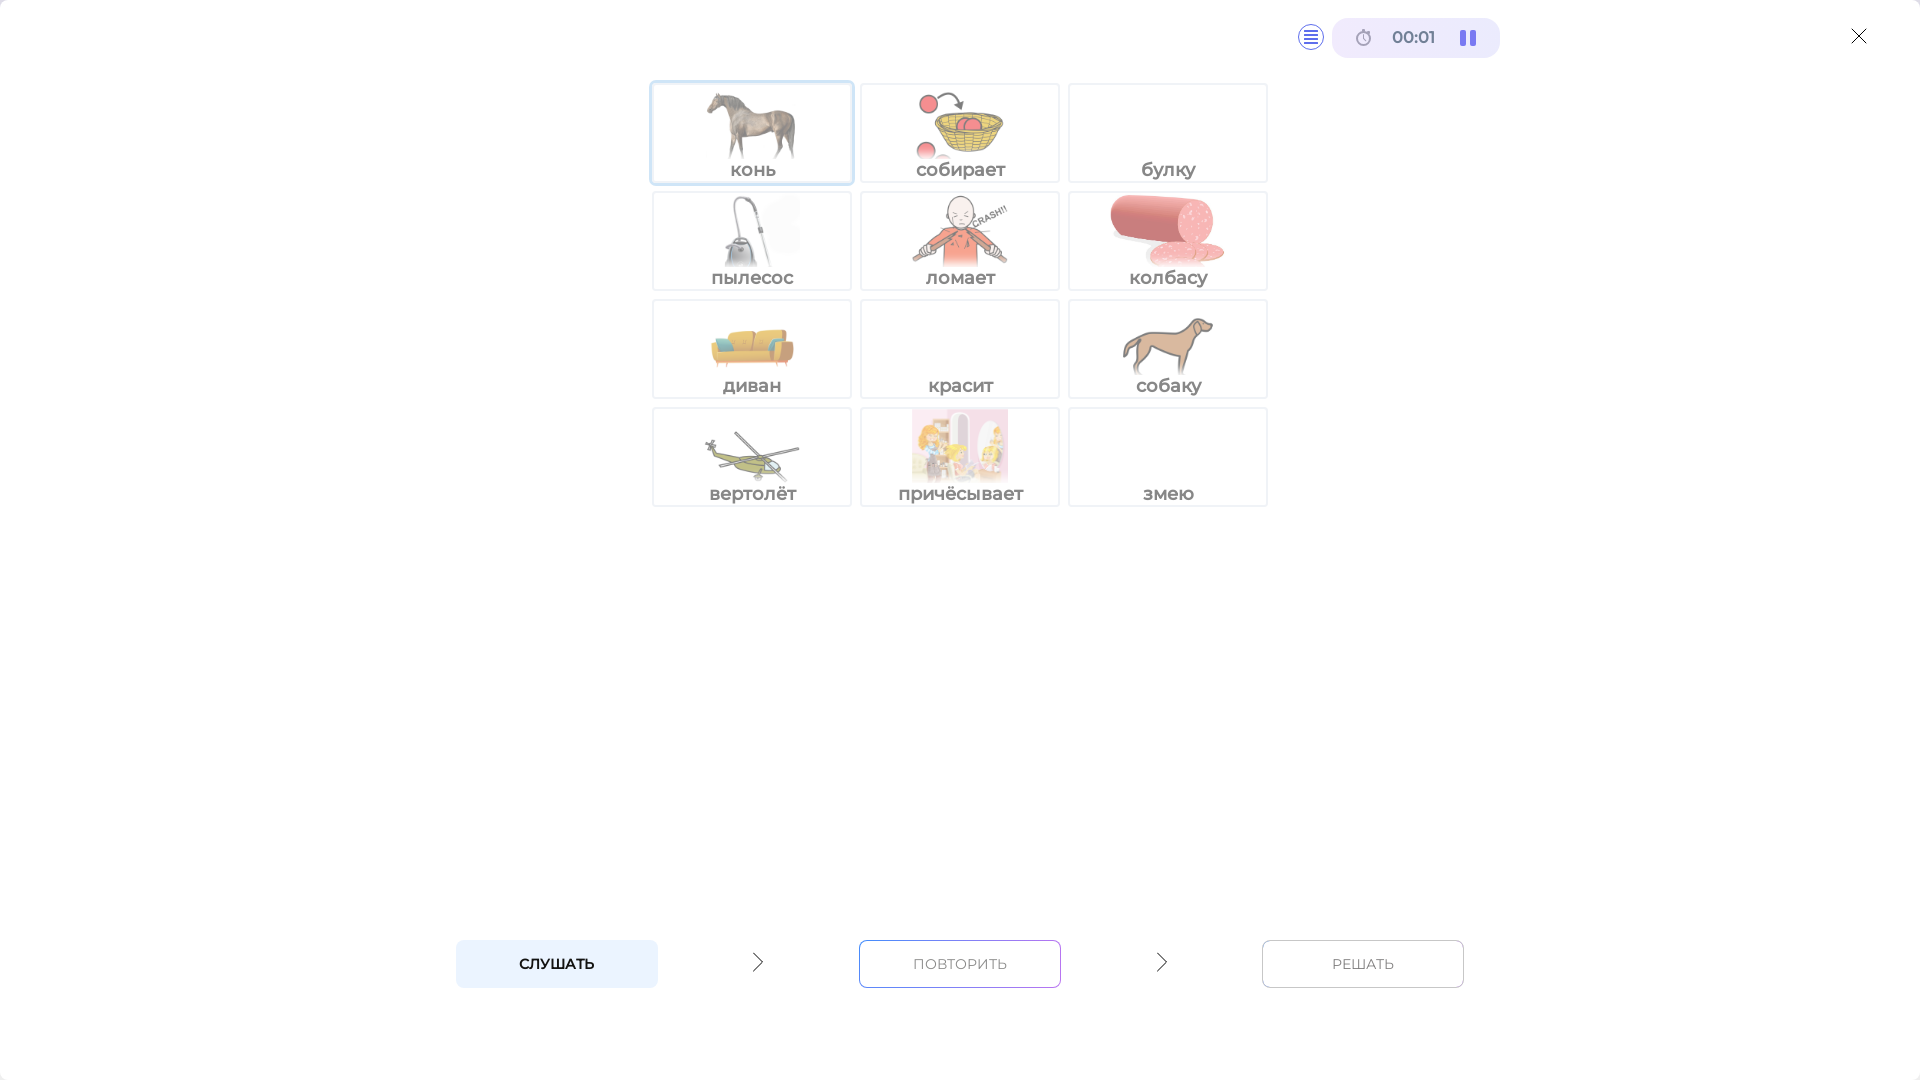 00:01
конь
собирает
булку
пылесос
CRASH!!
ломает
колбасу
диван
красит
собаку
вертолёт
причёсывает
змею
СЛУШАТЬ
ПОВТОРИТЬ
РЕШАТЬ